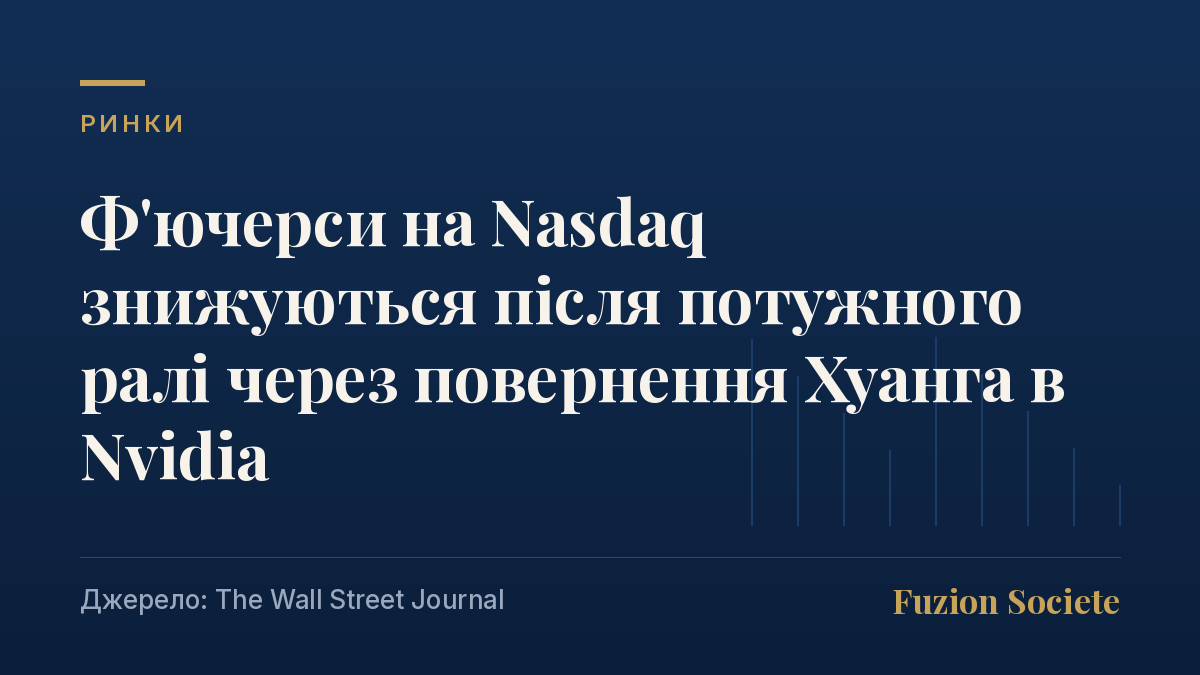 РИНКИ
Ф'ючерси на Nasdaq
знижуються після потужного
ралі через повернення Хуанга в
Nvidia
Джерело: The Wall Street Journal
Fuzion Societe